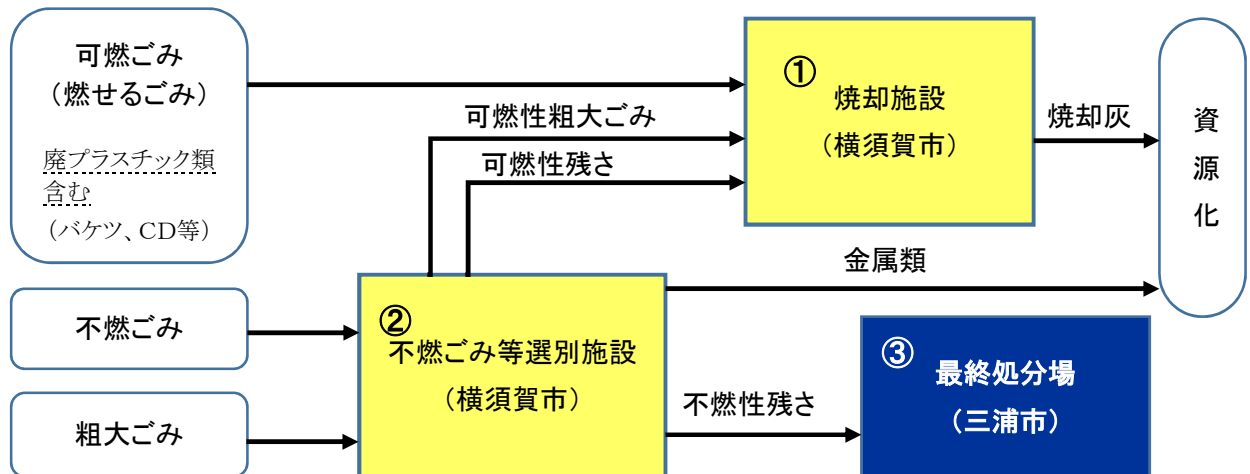 可燃ごみ
（燃せるごみ）
廃プラスチック類
含む
（バケツ、CD等）
不燃ごみ
粗大ごみ
可燃性粗大ごみ
可燃性残さ
①
焼却施設
（横須賀市）
焼却灰
資
源
化
金属類
②
不燃ごみ等選別施設
（横須賀市）
不燃性残さ
③
最終処分場
（三浦市）